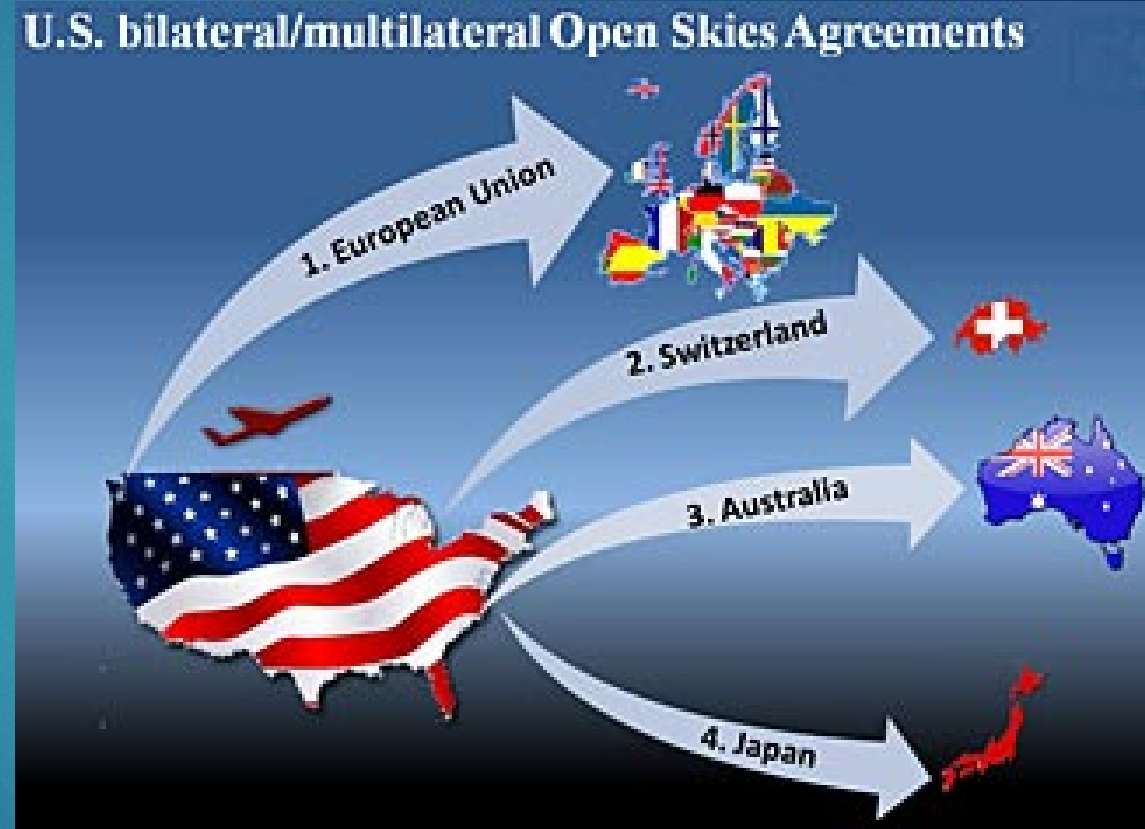 U.S. bilateral/multilateral Open Skies Agreements
1. European Union
2. Switzerland
3. Australia
4. Japan